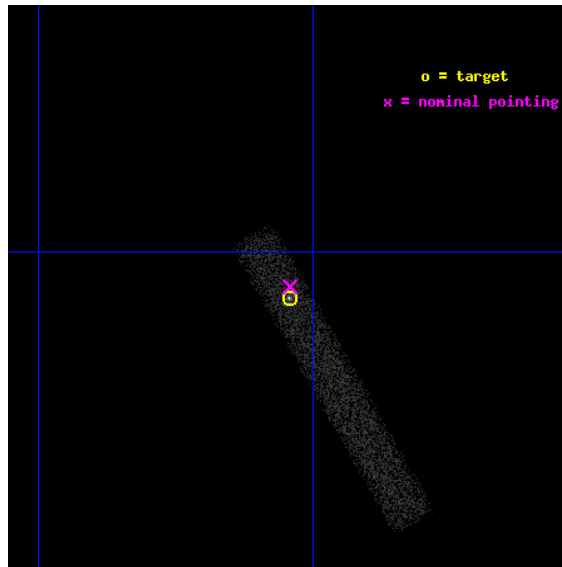 o = target
x = nominal pointing